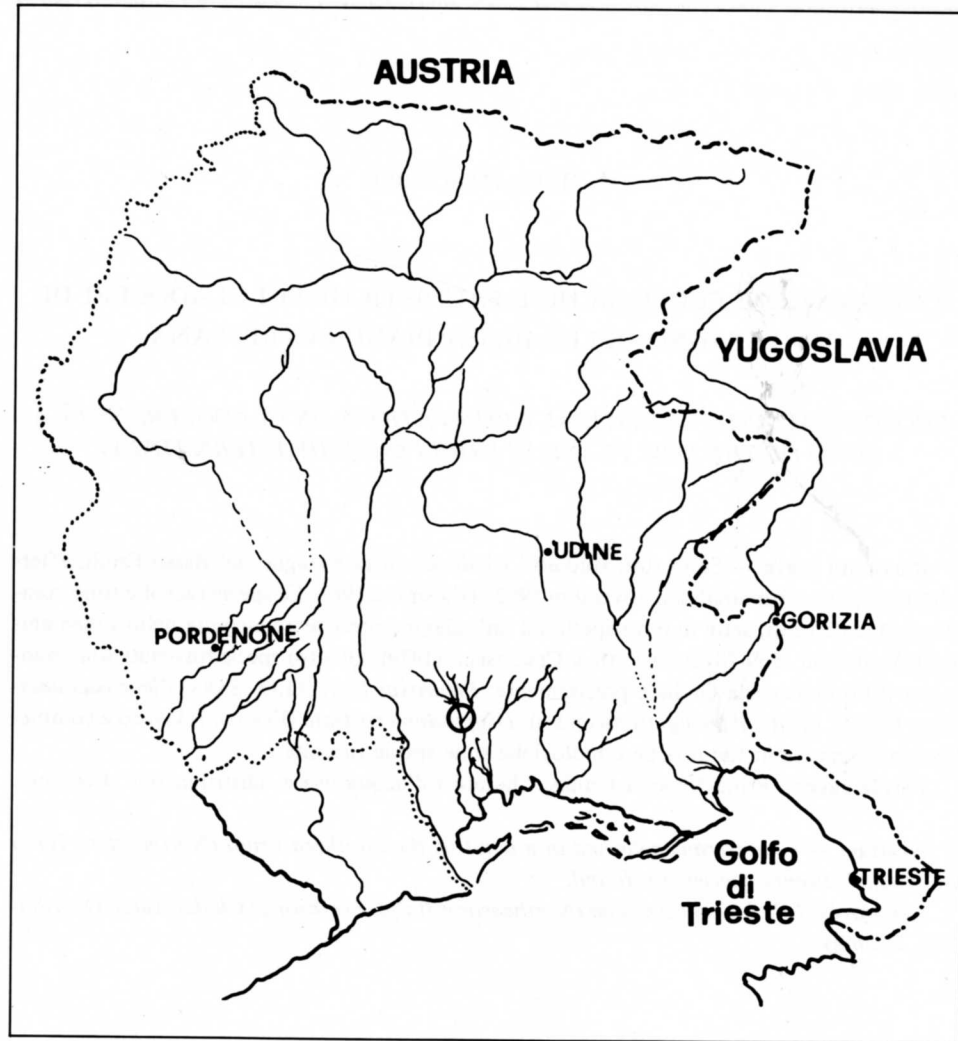 AUSTRIA
YUGOSLAVIA
UDINE
PORDENONE
GORIZIA
Golfo
di
Trieste
TRIESTE